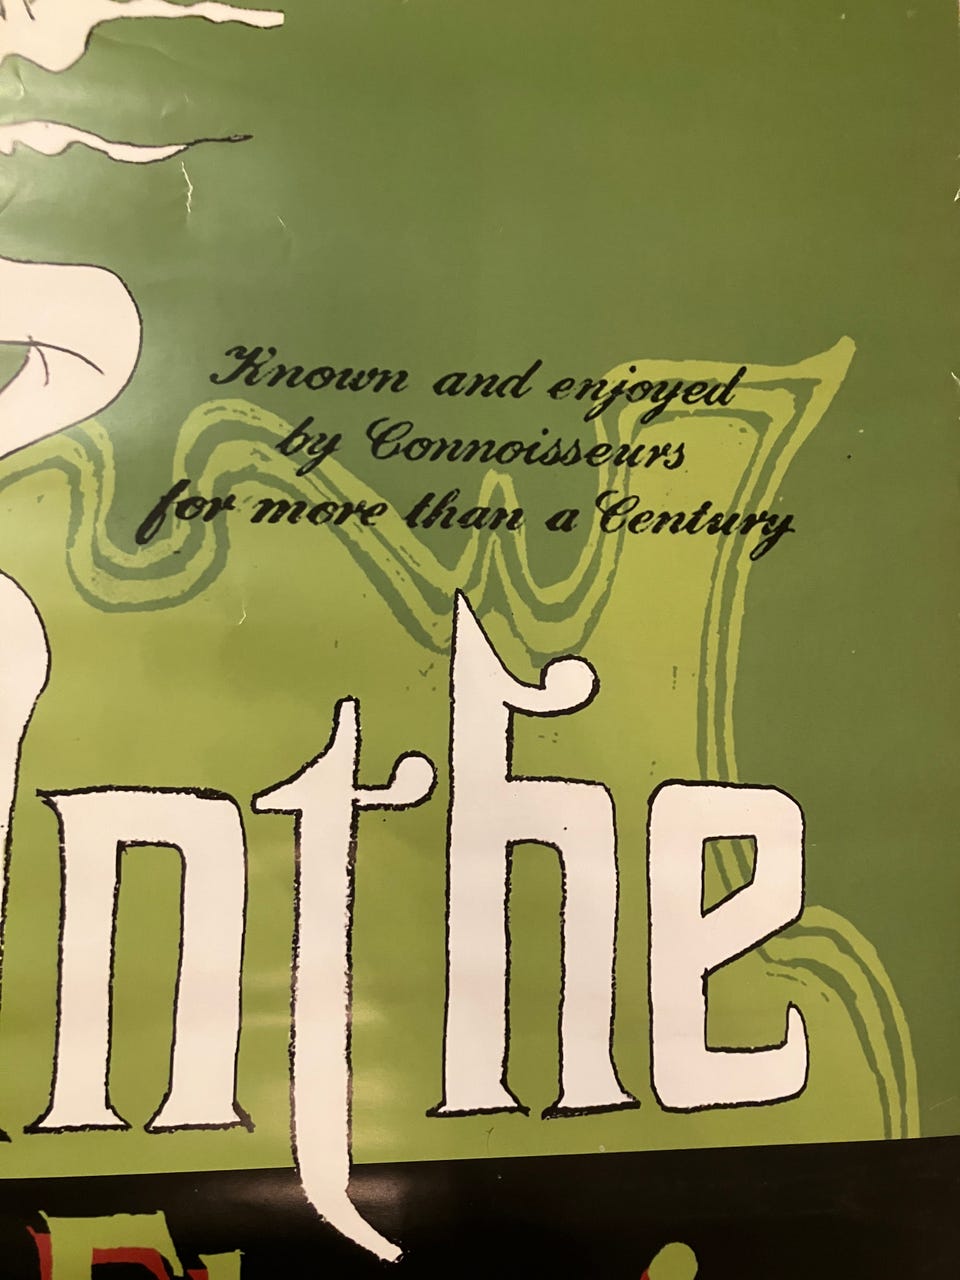 Known and enjoyed
by Connoisseurs
for more than a Century
nthe